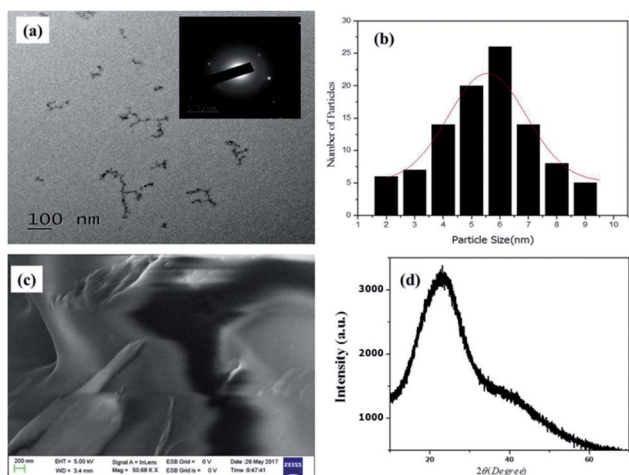 (a)
100 nm
(b)
Number of Particles
30
25
20
15
10
5
0
1 2 3 4 5 6 7 8 9 10
Particle Size(nm)
(c)
200 nm
EHT = 5.00 kV
WD = 3.4 mm
Signal A = InLens
Mag = 50.68 K X
ESB Grid = 0 V
ESB Grid is = 0 V
Date :26 May 2017
Time :9:47:41
ZEISS
(d)
Intensity (a.u.)
3000
2000
1000
20 40 60
2θ(Degree)